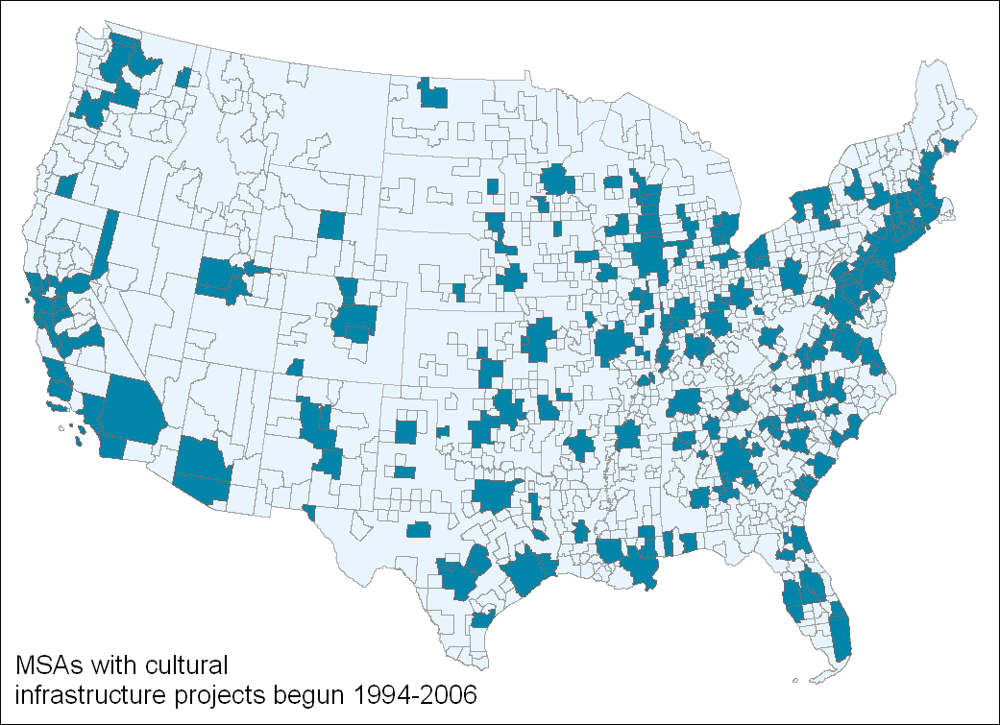 MSAs with cultural
infrastructure projects begun 1994-2006